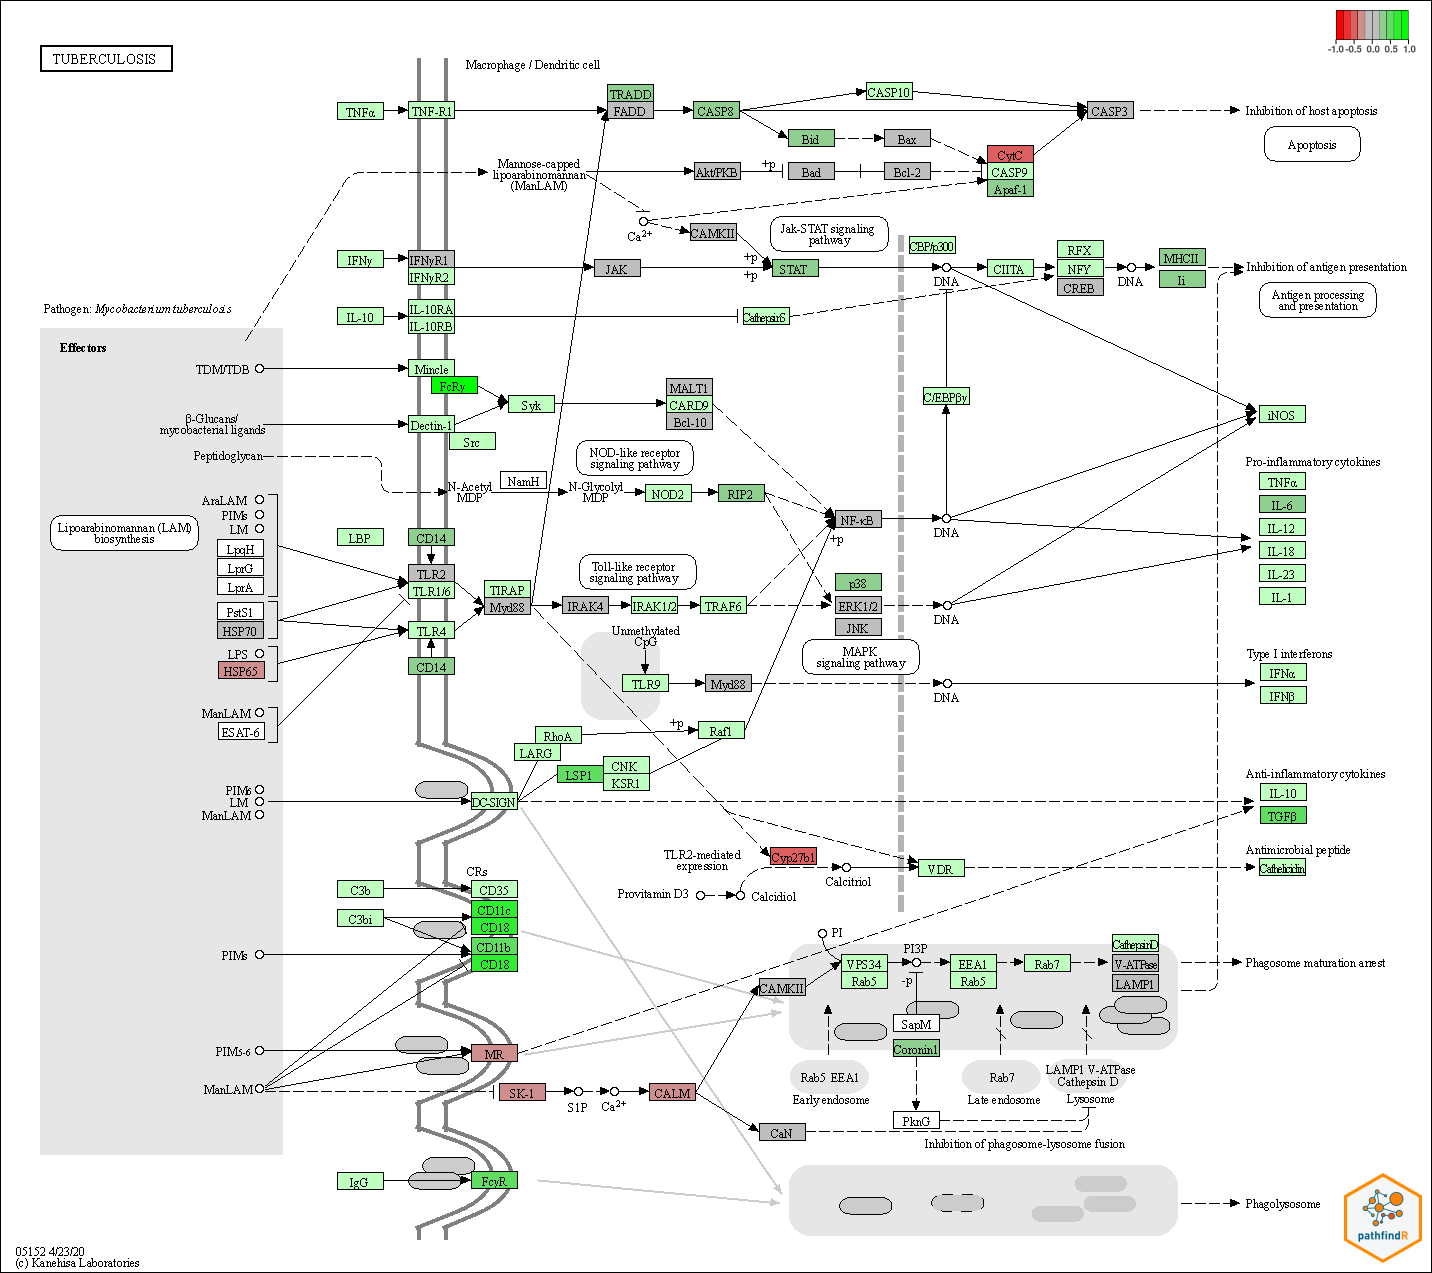 -1.0 -0.5 0.0 0.5 1.0
TUBERCULOSIS
Macrophage / Dendritic cell
TNFα
TNF-R1
TRADD
FADD
CASP8
CASP10
CASP3
Inhibition of host apoptosis
Bid
Bax
Apoptosis
Mannose-capped
lipoarabinomannan
(ManLAM)
Akt/PKB
+p
Bad
Bcl-2
CytC
CASP9
Apaf-1
Ca2+
CAMKII
Jak-STAT signaling
pathway
IFNγ
IFNγR1
IFNγR2
JAK
+p
+p
STAT
CBP/p300
DNA
CIITA
RFX
NFY
CREB
DNA
MHCII
Ii
Inhibition of antigen presentation
Antigen processing
and presentation
Pathogen: Mycobacterium tuberculosis
IL-10
IL-10RA
IL-10RB
CathepsinS
Effectors
TDM/TDB
Mincle
FcRγ
Syk
MALT1
CARD9
Bcl-10
C/EBPβγ
iNOS
β-Glucans/
mycobacterial ligands
Dectin-1
Src
Peptidoglycan
NOD-like receptor
signaling pathway
N-Acetyl
MDP
NamH
N-Glycolyl
MDP
NOD2
RIP2
NF-κB
+p
DNA
Pro-inflammatory cytokines
TNFα
IL-6
IL-12
IL-18
IL-23
IL-1
AraLAM
PIMs
LM
LpqH
LprG
LprA
Lipoarabinomannan (LAM)
biosynthesis
LBP
CD14
TLR2
TLR1/6
TIRAP
Myd88
Toll-like receptor
signaling pathway
IRAK4
IRAK1/2
TRAF6
p38
ERK1/2
JNK
DNA
MAPK
signaling pathway
PstS1
HSP70
TLR4
LPS
HSP65
CD14
Unmethylated
CpG
TLR9
Myd88
DNA
Type I interferons
IFNα
IFNβ
ManLAM
ESAT-6
RhoA
LARG
+p
Raf1
LSP1
CNK
KSR1
PIMs
LM
ManLAM
DC-SIGN
Anti-inflammatory cytokines
IL-10
TGFβ
TLR2-mediated
expression
Cyp27b1
Provitamin D3
Calcidiol
Calcitriol
VDR
Antimicrobial peptide
Cathelicidin
CRs
C3b
CD35
C3bi
CD11c
CD18
CD11b
CD18
PIMs
PI
VPS34
Rab5
PI3P
-p
EEA1
Rab5
Rab7
CathepsinD
V-ATPase
LAMP1
Phagosome maturation arrest
CAMKII
SapM
Coronin1
PIM5-6
MR
ManLAM
SK-1
S1P
Ca2+
CALM
CaN
Rab5 EEA1
Early endosome
Rab7
Late endosome
LAMP1 V-ATPase
Cathepsin D
Lysosome
PknG
Inhibition of phagosome-lysosome fusion
IgG
FcγR
Phagolysosome
pathfindR
05152 4/23/20
(c) Kanehisa Laboratories